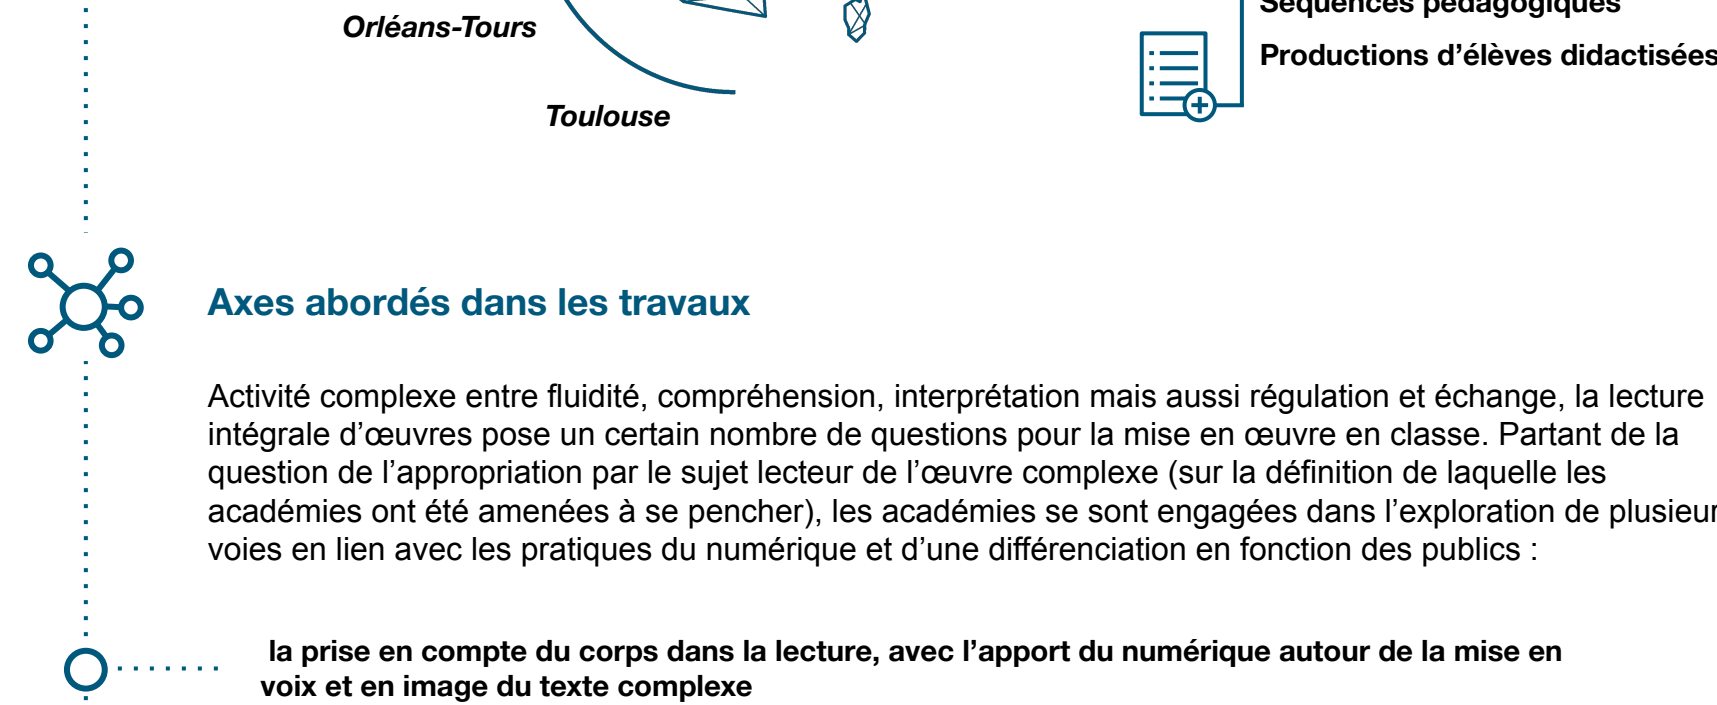 Séquences pédagogiques
Orléans-Tours
Productions d’élèves didactisées
Toulouse
Axes abordés dans les travaux
Activité complexe entre fluidité, compréhension, interprétation mais aussi régulation et échange, la lecture
intégrale d’œuvres pose un certain nombre de questions pour la mise en œuvre en classe. Partant de la
question de l’appropriation par le sujet lecteur de l’œuvre complexe (sur la définition de laquelle les
académies ont été amenées à se pencher), les académies se sont engagées dans l’exploration de plusieur
voies en lien avec les pratiques du numérique et d’une différenciation en fonction des publics :
la prise en compte du corps dans la lecture, avec l’apport du numérique autour de la mise en
voix et en image du texte complexe